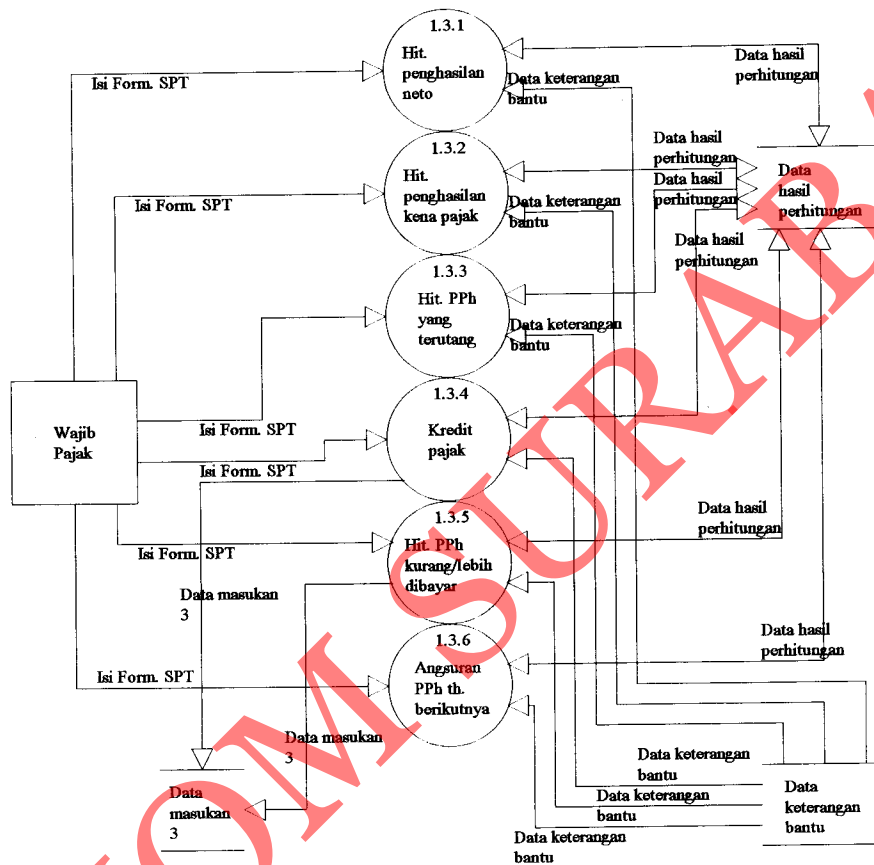 1.3.1
Hit.
penghasilan
neto
Data hasil
perhitungan
Isi Form. SPT
Data keterangan
bantu
1.3.2
Hit.
penghasilan
kena pajak
Data hasil
perhitungan
Data hasil
perhitungan
Data
hasil
perhitungan
Isi Form. SPT
Data keterangan
bantu
Data hasil
perhitungan
1.3.3
Hit. PPh
yang
terutang
Data keterangan
bantu
Wajib
Pajak
Isi Form. SPT
1.3.4
Kredit
pajak
Isi Form. SPT
1.3.5
Hit. PPh
kurang/lebih
dibayar
Data hasil
perhitungan
Isi Form. SPT
Data masukan
3
1.3.6
Angsuran
PPh th.
berikutnya
Data hasil
perhitungan
Isi Form. SPT
Data masukan
3
Data keterangan
bantu
Data
masukan
3
Data keterangan
bantu
Data
keterangan
bantu
Data keterangan
bantu
OM SURABA